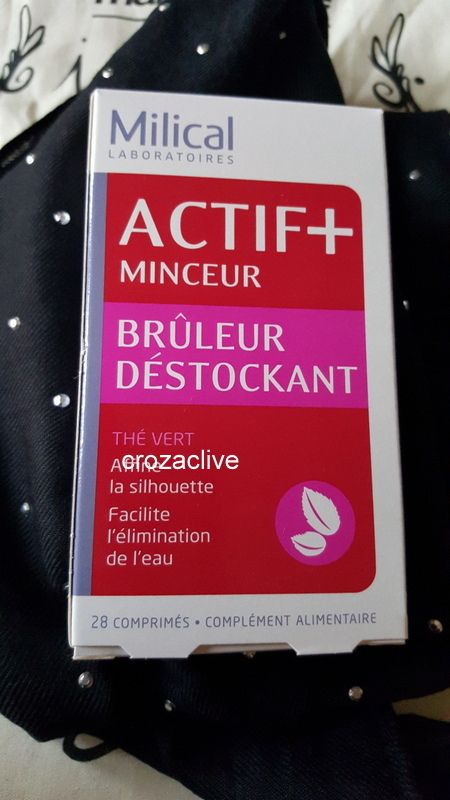 Milical
LABORATOIRES
ACTIF+
MINCEUR
BRÛLEUR
DÉSTOCKANT
THÉ VERT
Affine
crozaclive
la silhouette
Facilite
l'élimination
de l'eau
28 COMPRIMÉS • COMPLÉMENT ALIMENTAIRE